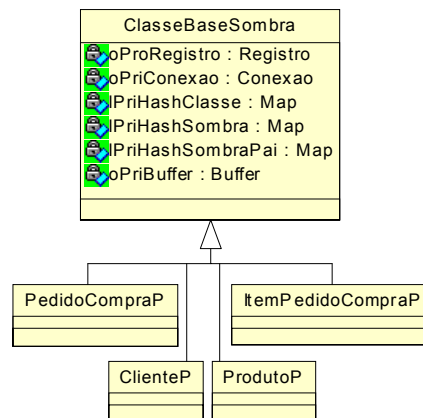 ClasseBaseSombra
oProRegistro : Registro
oPriConexao : Conexao
lPriHashClasse : Map
lPriHashSombra : Map
lPriHashSombraPai : Map
oPriBuffer : Buffer
PedidoCompraP
ItemPedidoCompraP
ClienteP
ProdutoP